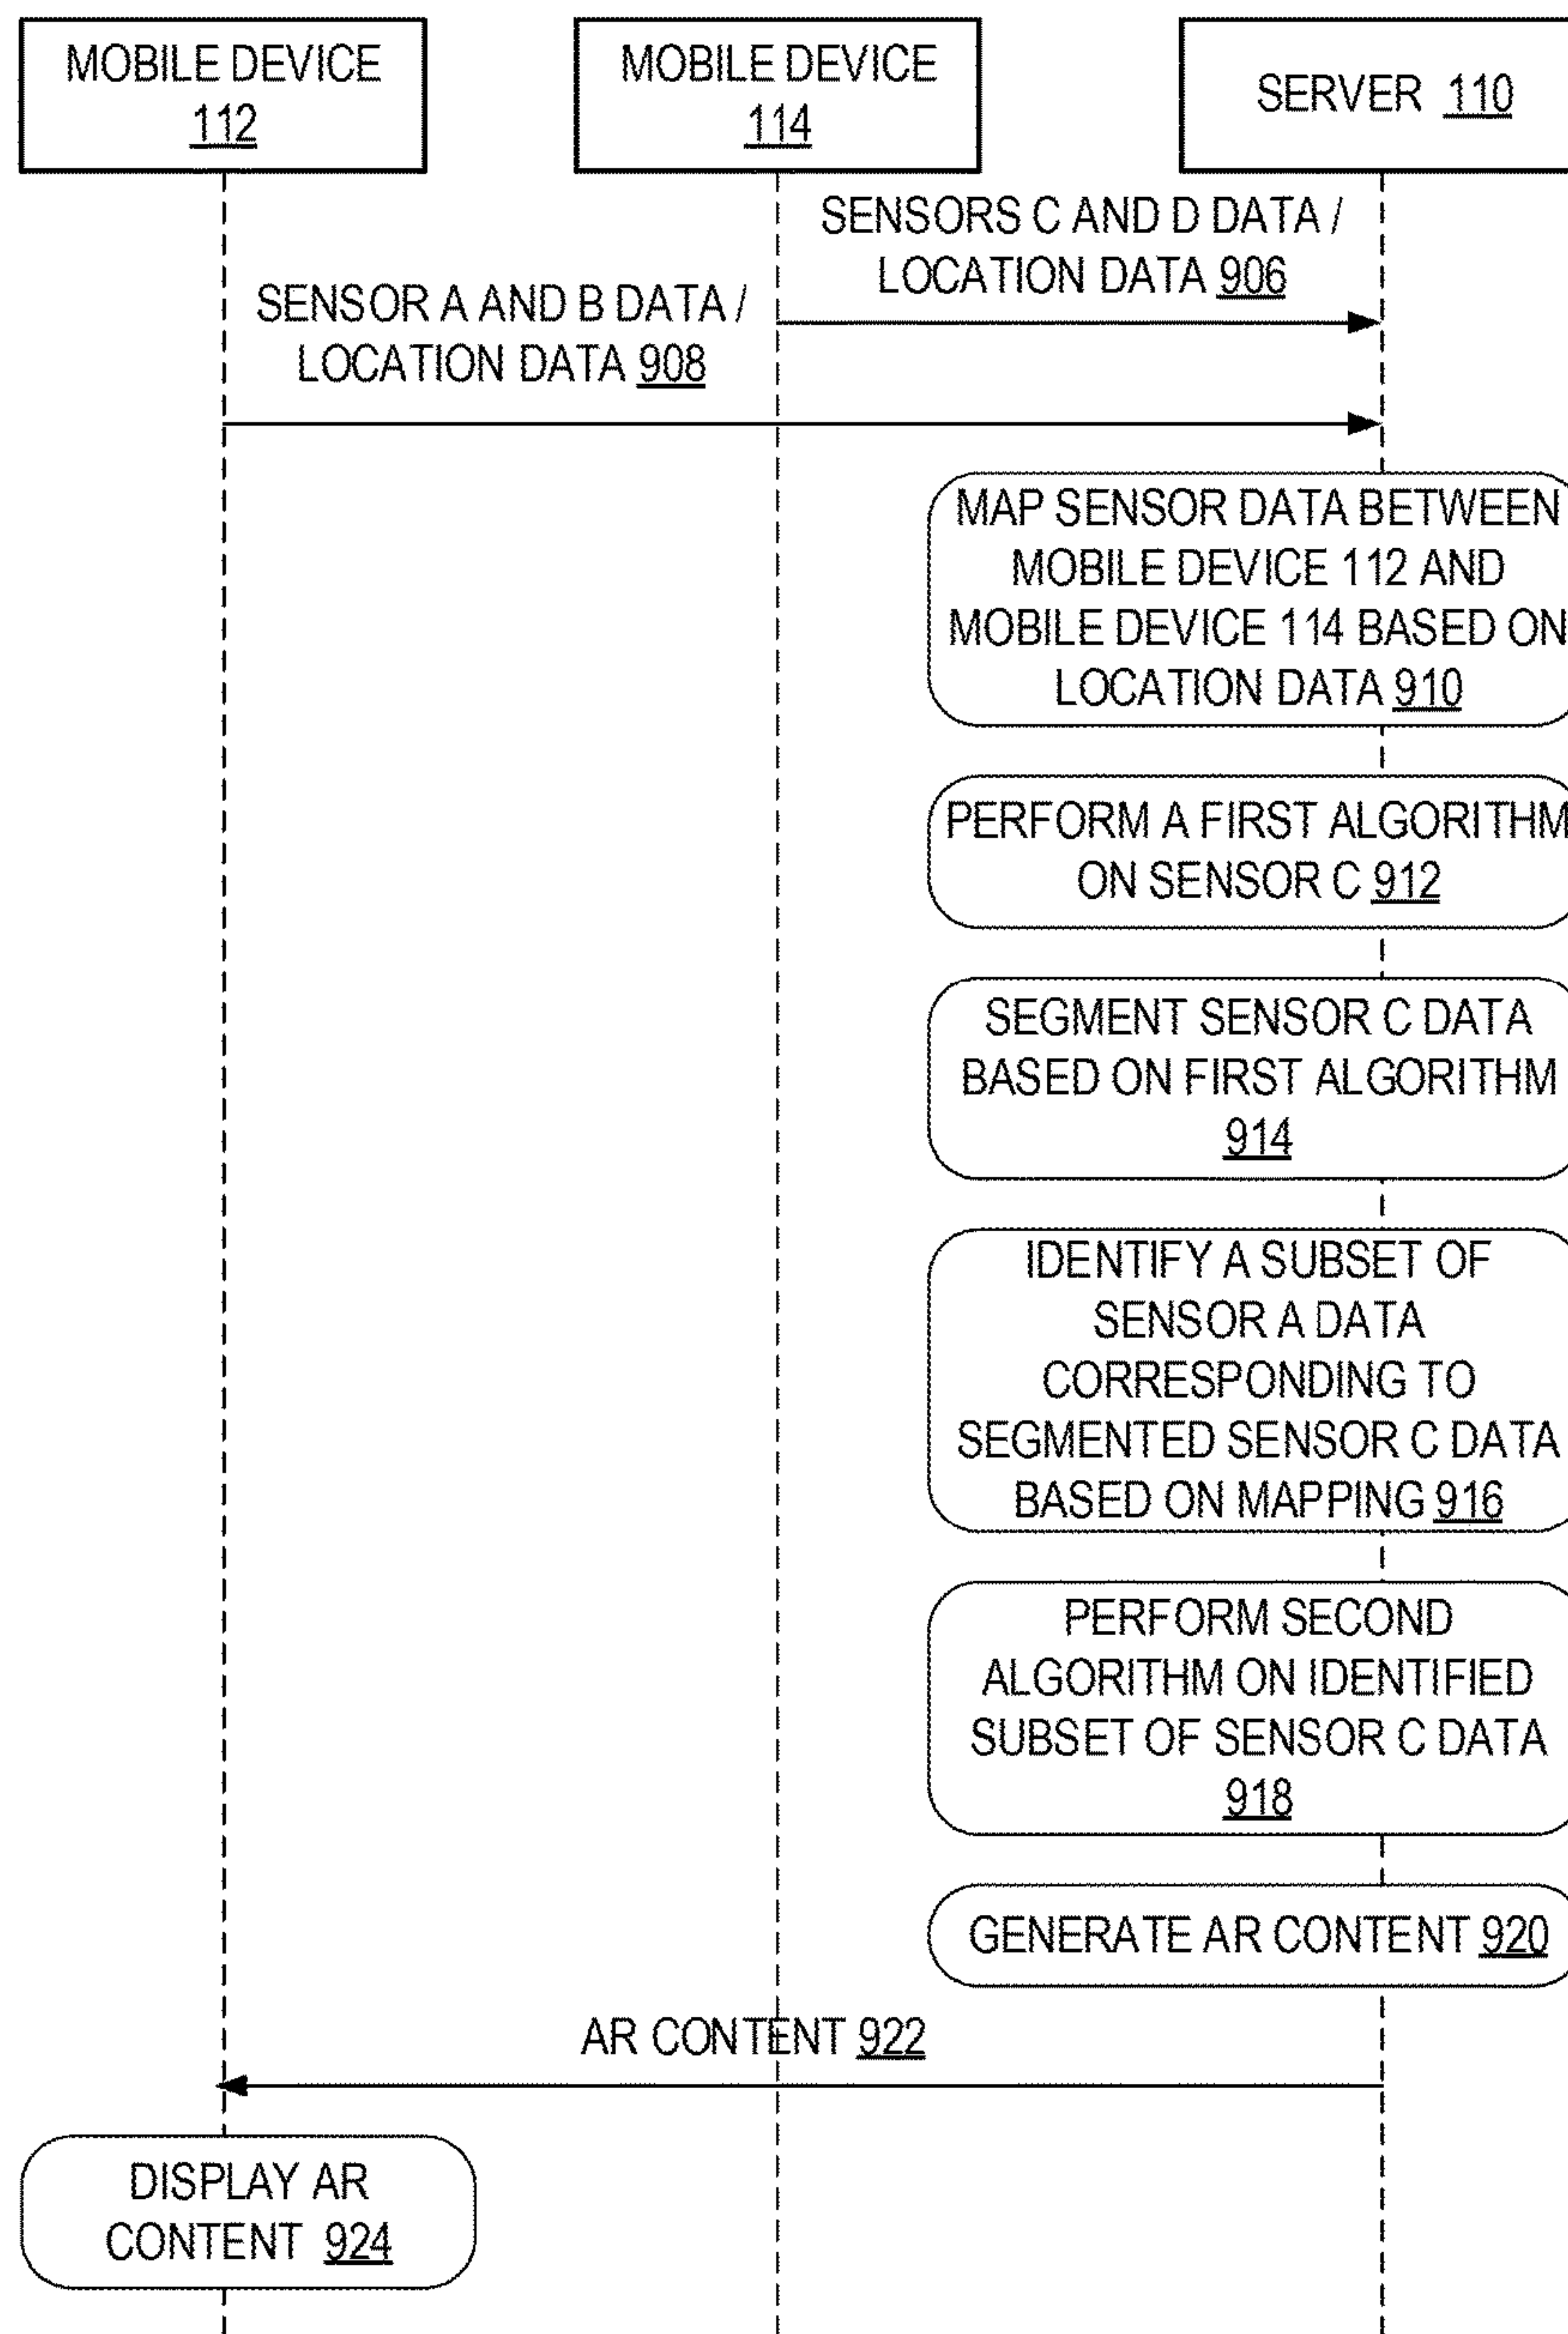 MOBILE DEVICE
112
MOBILE DEVICE
114
SERVER 110
SENSORS C AND D DATA /
LOCATION DATA 906
SENSOR A AND B DATA /
LOCATION DATA 908
MAP SENSOR DATA BETWEEN
MOBILE DEVICE 112 AND
MOBILE DEVICE 114 BASED ON
LOCATION DATA 910
PERFORM A FIRST ALGORITHM
ON SENSOR C 912
SEGMENT SENSOR C DATA
BASED ON FIRST ALGORITHM
914
IDENTIFY A SUBSET OF
SENSOR A DATA
CORRESPONDING TO
SEGMENTED SENSOR C DATA
BASED ON MAPPING 916
PERFORM SECOND
ALGORITHM ON IDENTIFIED
SUBSET OF SENSOR C DATA
918
GENERATE AR CONTENT 920
AR CONTENT 922
DISPLAY AR
CONTENT 924